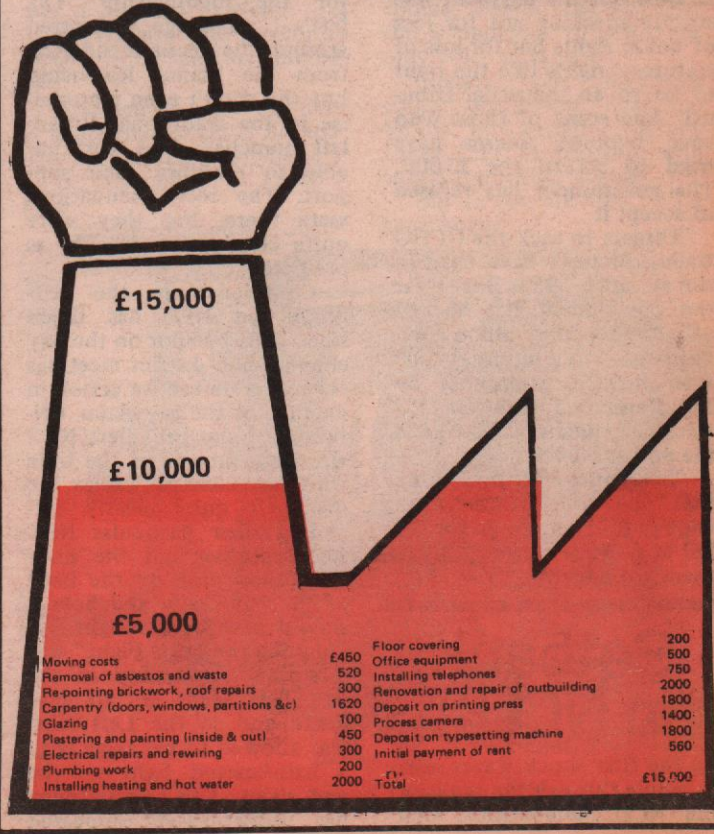 £15,000
£10,000
£5,000
Moving costs £450
Removal of asbestos and waste 520
Re-pointing brickwork, roof repairs 300
Carpentry (doors, windows, partitions &c) 1620
Glazing 100
Plastering and painting (inside & out) 450
Electrical repairs and rewiring 300
Plumbing work 200
Installing heating and hot water 2000
Floor covering 200
Office equipment 500
Installing telephones 750
Renovation and repair of outbuilding 2000
Deposit on printing press 1800
Process camera 1400
Deposit on typesetting machine 1800
Initial payment of rent 560
Total £15,000